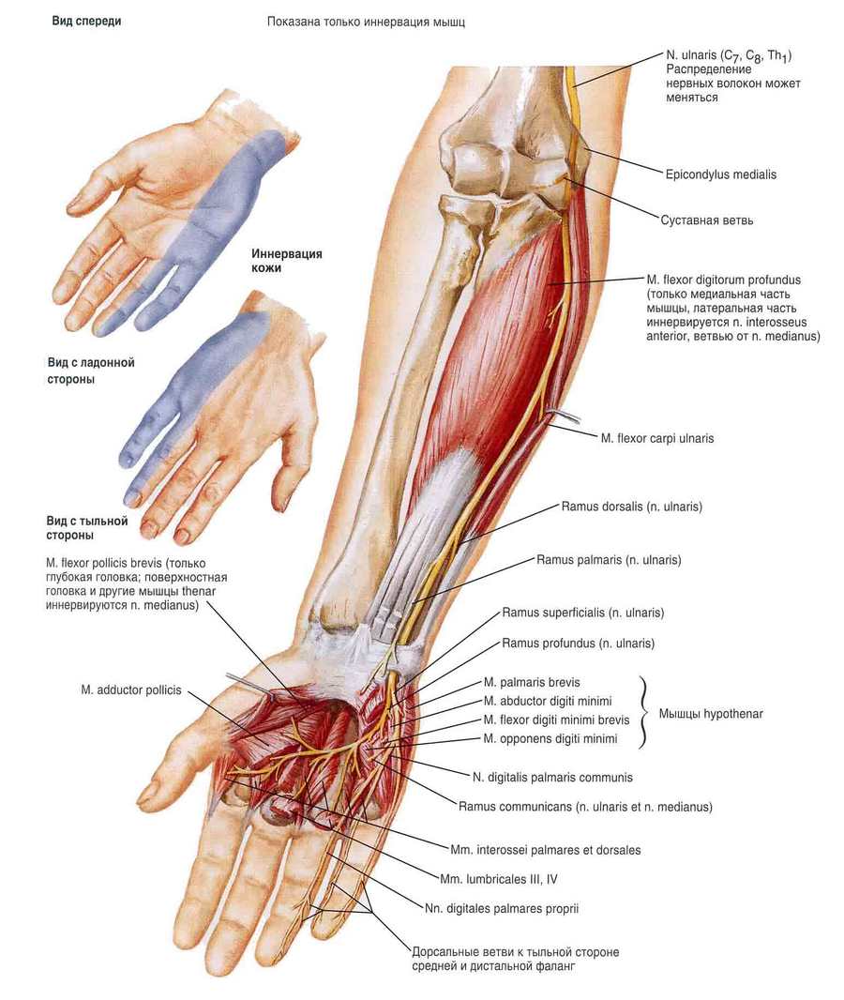 Вид спереди
Показана только иннервация мышц
N. ulnaris (C7, C8, Th1)
Распределение
нервных волокон может
меняться
Epicondylus medialis
Суставная ветвь
Иннервация
кожи
M. flexor digitorum profundus
(только медиальная часть
мышцы, латеральная часть
иннервируется n. interosseus
anterior, ветвью от n. medianus)
Вид с ладонной
стороны
M. flexor carpi ulnaris
Ramus dorsalis (n. ulnaris)
Вид с тыльной
стороны
Ramus palmaris (n. ulnaris)
M. flexor pollicis brevis (только
глубокая головка; поверхностная
головка и другие мышцы thenar
иннервируются n. medianus)
Ramus superficialis (n. ulnaris)
Ramus profundus (n. ulnaris)
M. adductor pollicis
M. palmaris brevis
M. abductor digiti minimi
M. flexor digiti minimi brevis
M. opponens digiti minimi
Мышцы hypothenar
N. digitalis palmaris communis
Ramus communicans (n. ulnaris et n. medianus)
Mm. interossei palmares et dorsales
Mm. lumbricales III, IV
Nn. digitales palmares proprii
Дорсальные ветви к тыльной стороне
средней и дистальной фаланг